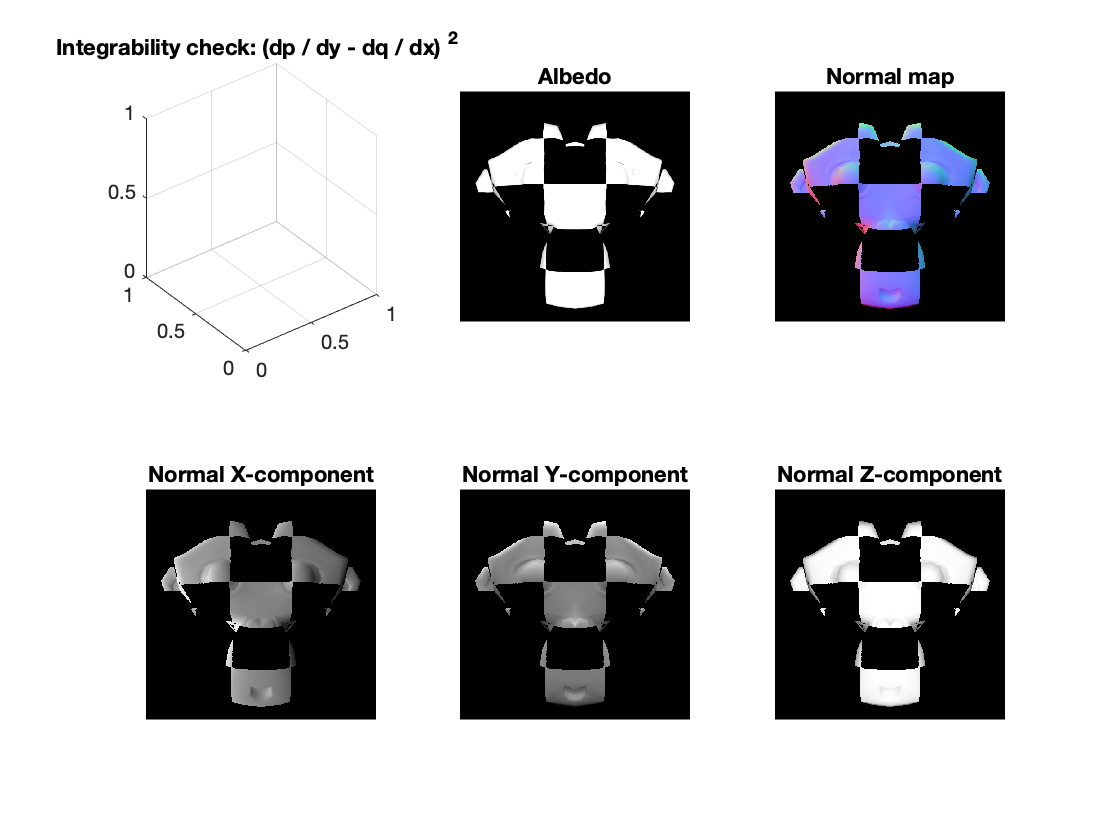 Integrability check: (dp / dy - dq / dx) ²
Albedo
Normal map
1
0.5
0
1
0.5
0
0
0.5
1
Normal X-component
Normal Y-component
Normal Z-component